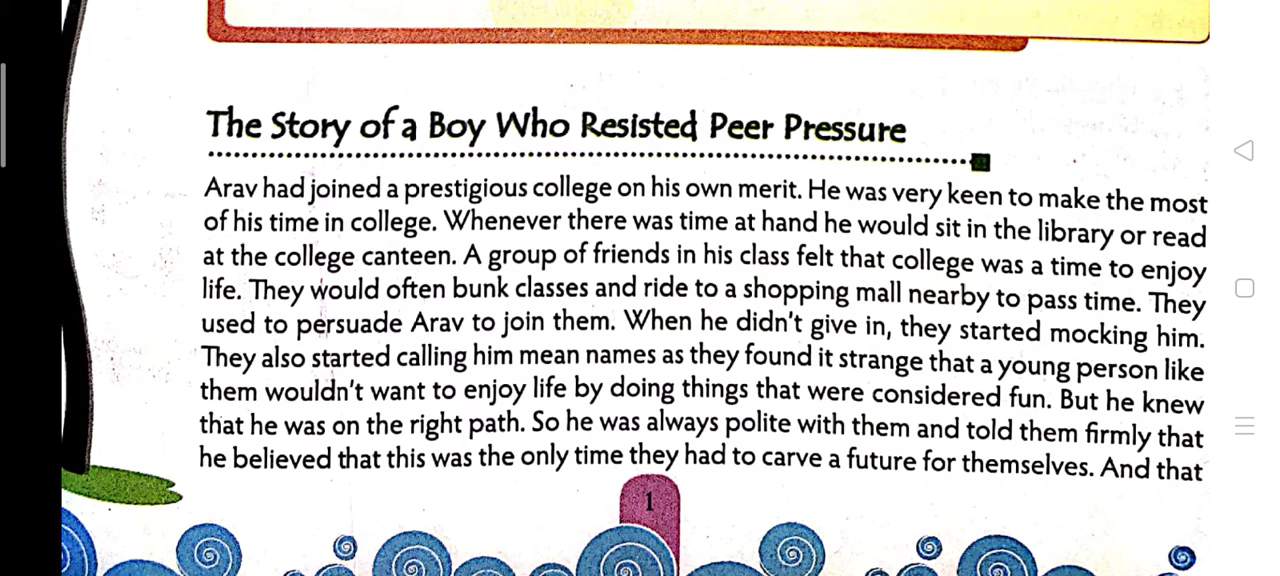 The Story of a Boy Who Resisted Peer Pressure
Arav had joined a prestigious college on his own merit. He was very keen to make the most
of his time in college. Whenever there was time at hand he would sit in the library or read
at the college canteen. A group of friends in his class felt that college was a time to enjoy
life. They would often bunk classes and ride to a shopping mall nearby to pass time. They
used to persuade Arav to join them. When he didn't give in, they started mocking him.
They also started calling him mean names as they found it strange that a young person like
them wouldn't want to enjoy life by doing things that were considered fun. But he knew
that he was on the right path. So he was always polite with them and told them firmly that
he believed that this was the only time they had to carve a future for themselves. And that
1